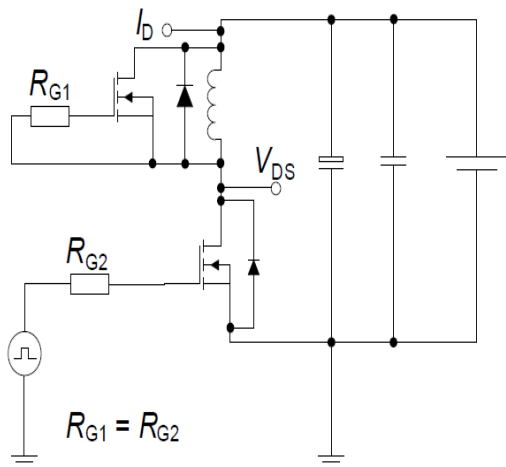 I_D
R_G1
V_DS
R_G2
R_G1 = R_G2